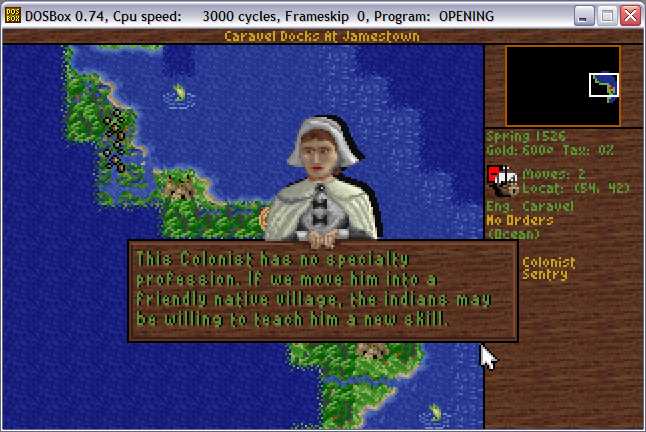 DOSBox 0.74, Cpu speed: 3000 cycles, Frameskip 0, Program: OPENING
Caravel Docks At Jamestown
Spring 1526
Gold: 600 Tax: 0%
Moves: 2
Locat: (54, 42)
Eng. Caravel
No Orders
(Ocean)
Colonist
Sentry
This Colonist has no specialty
profession. If we move him into a
friendly native village, the indians may
be willing to teach him a new skill.